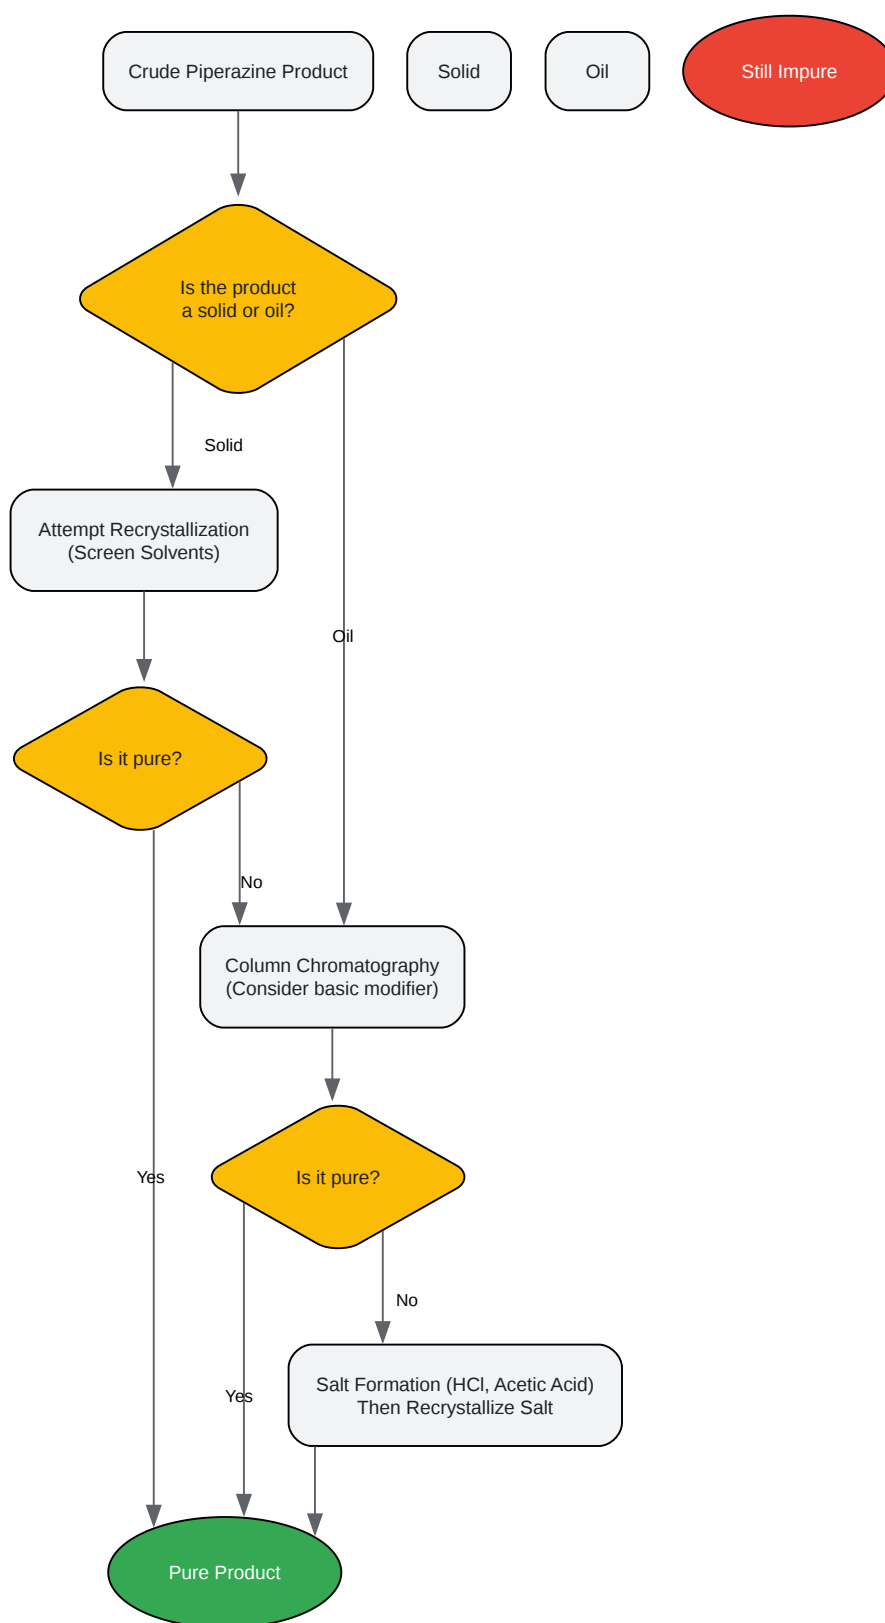 Crude Piperazine Product
Solid
Oil
Still Impure
Is the product
a solid or oil?
Solid
Attempt Recrystallization
(Screen Solvents)
Oil
Is it pure?
No
Column Chromatography
(Consider basic modifier)
Yes
Is it pure?
No
Salt Formation (HCl, Acetic Acid)
Then Recrystallize Salt
Yes
Pure Product